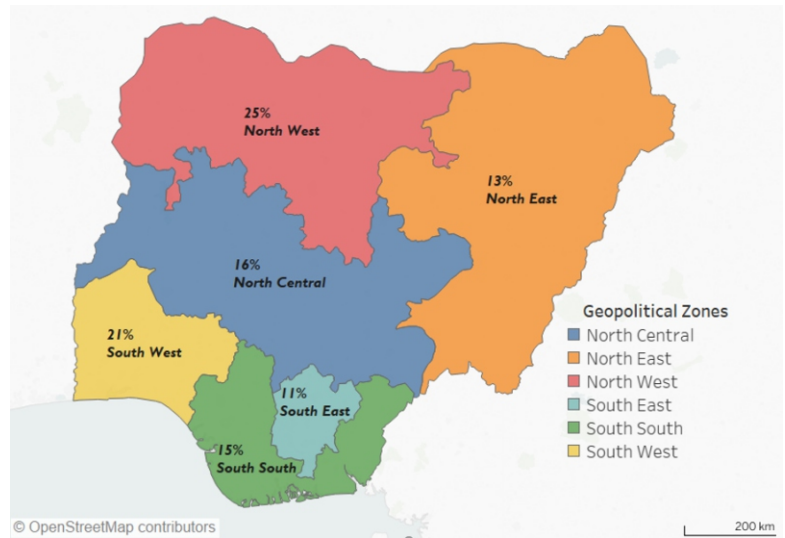 25%
North West
13%
North East
16%
North Central
21%
South West
11%
South East
15%
South South
Geopolitical Zones
North Central
North East
North West
South East
South South
South West
© OpenStreetMap contributors
200 km